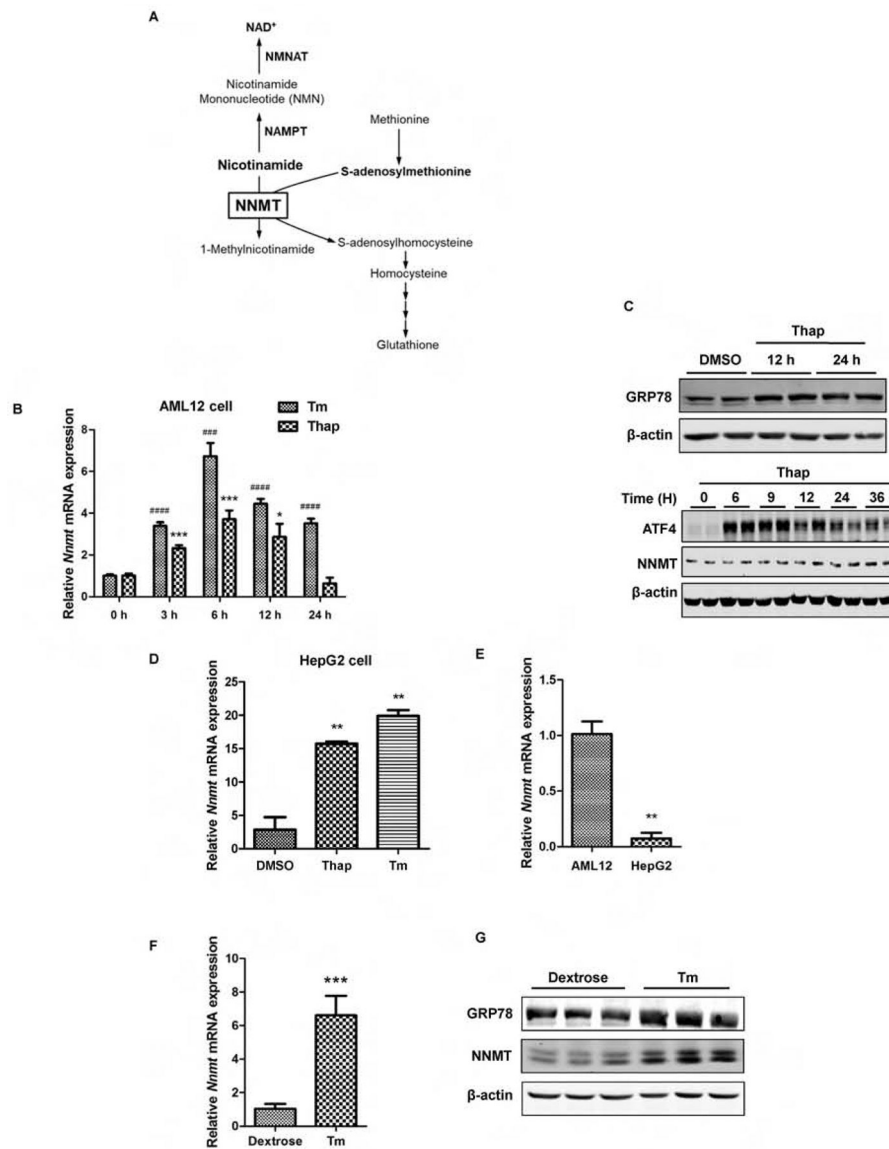 A
NAD⁺
NMNAT
Nicotinamide
Mononucleotide (NMN)
NAMPT
Methionine
Nicotinamide
S-adenosylmethionine
NNMT
1-Methylnicotinamide
S-adenosylhomocysteine
Homocysteine
Glutathione
B
AML12 cell
Tm
Thap
Relative Nnmt mRNA expression
8
6
4
2
0
####
***
###
***
####
*
####
0 h
3 h
6 h
12 h
24 h
C
Thap
DMSO
12 h
24 h
GRP78
β-actin
Thap
Time (H)
0
6
9
12
24
36
ATF4
NNMT
β-actin
D
HepG2 cell
Relative Nnmt mRNA expression
25
20
15
10
5
0
**
**
DMSO
Thap
Tm
E
Relative Nnmt mRNA expression
1.5
1.0
0.5
0.0
**
AML12
HepG2
F
Relative Nnmt mRNA expression
8
6
4
2
0
***
Dextrose
Tm
G
Dextrose
Tm
GRP78
NNMT
β-actin